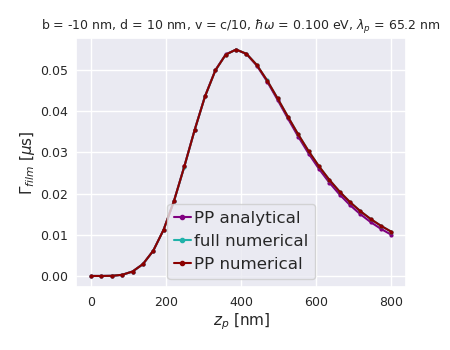 b = -10 nm, d = 10 nm, v = c/10, ħω = 0.100 eV, λₚ = 65.2 nm
0.05
0.04
0.03
0.02
0.01
0.00
Γ_film [μs]
PP analytical
full numerical
PP numerical
0 200 400 600 800
zₚ [nm]